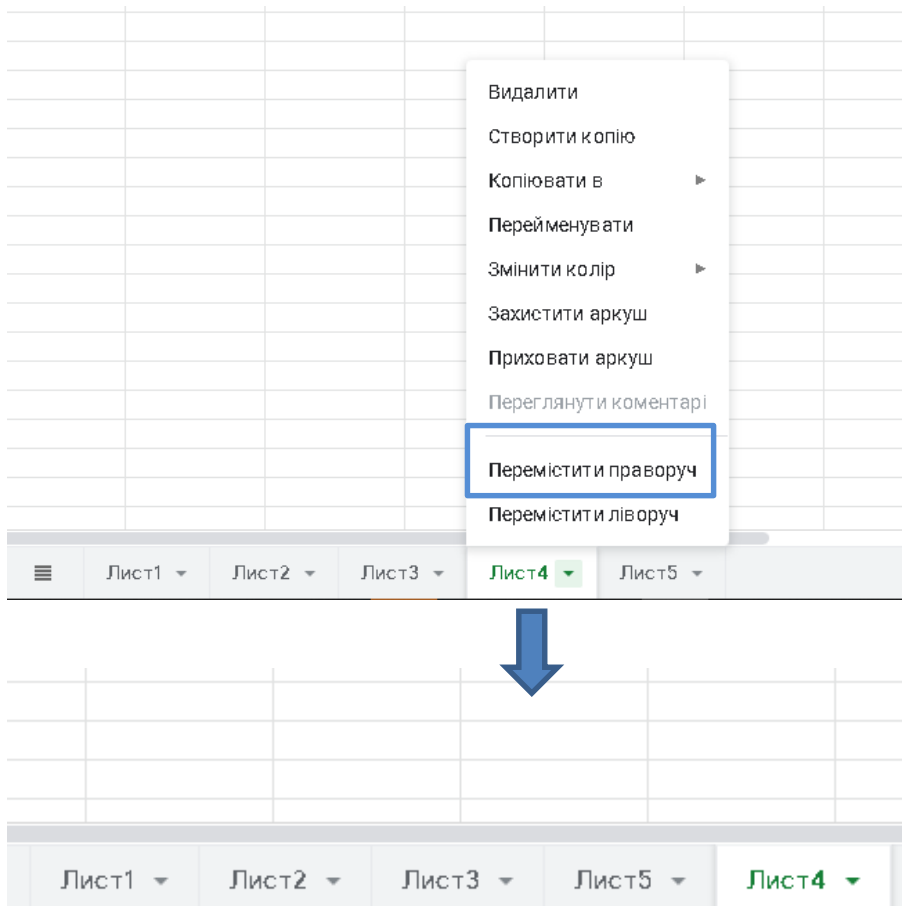 Видалити
Створити копію
Копіювати в
Перейменувати
Змінити колір
Захистити аркуш
Приховати аркуш
Переглянути коментарі
Перемістити праворуч
Перемістити ліворуч
Лист1 Лист2 Лист3 Лист4 Лист5
Лист1 Лист2 Лист3 Лист5 Лист4